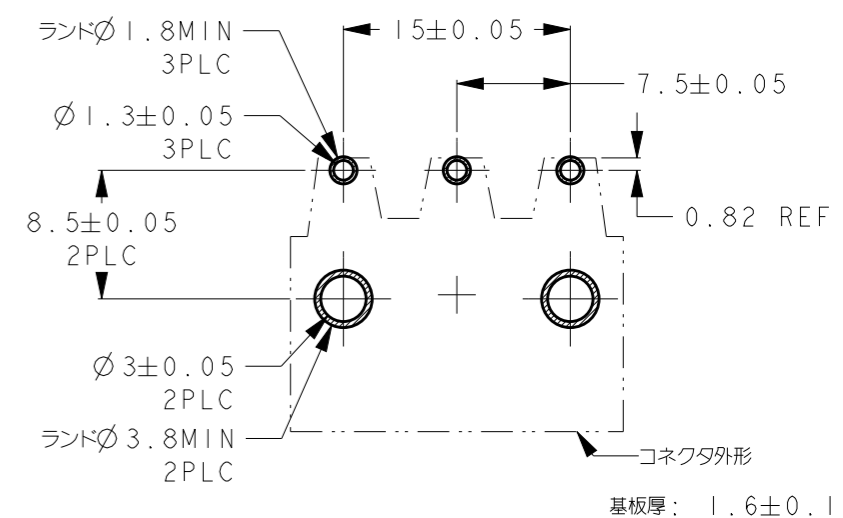 ランドØ1.8MIN
3PLC
15±0.05
7.5±0.05
Ø1.3±0.05
3PLC
8.5±0.05
2PLC
0.82 REF
Ø3±0.05
2PLC
ランドØ3.8MIN
2PLC
コネクタ外形
基板厚: 1.6±0.1